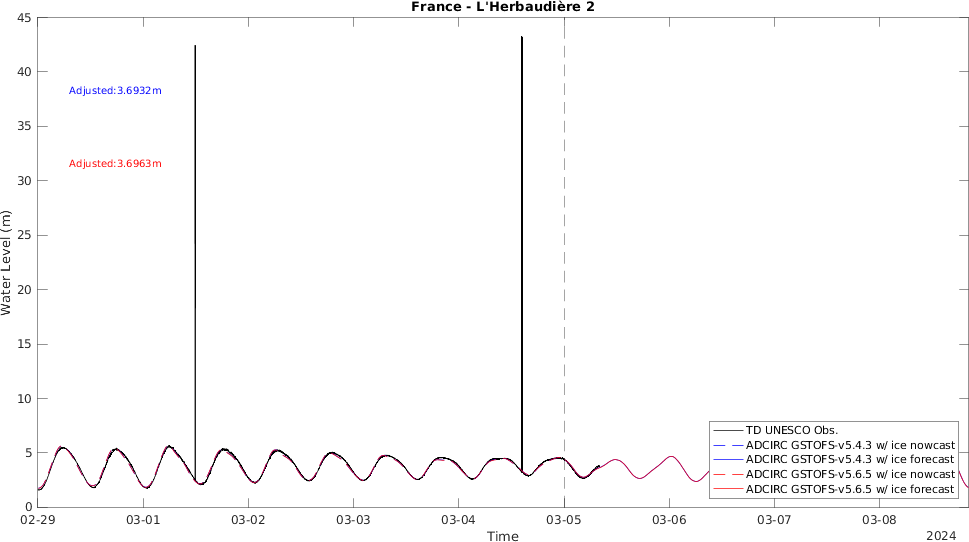 France - L'Herbaudière 2
45
40
35
30
25
20
15
10
5
0
Water Level (m)
Adjusted:3.6932m
Adjusted:3.6963m
TD UNESCO Obs.
ADCIRC GSTOFS-v5.4.3 w/ ice nowcast
ADCIRC GSTOFS-v5.4.3 w/ ice forecast
ADCIRC GSTOFS-v5.6.5 w/ ice nowcast
ADCIRC GSTOFS-v5.6.5 w/ ice forecast
02-29 03-01 03-02 03-03 03-04 03-05 03-06 03-07 03-08
Time
2024